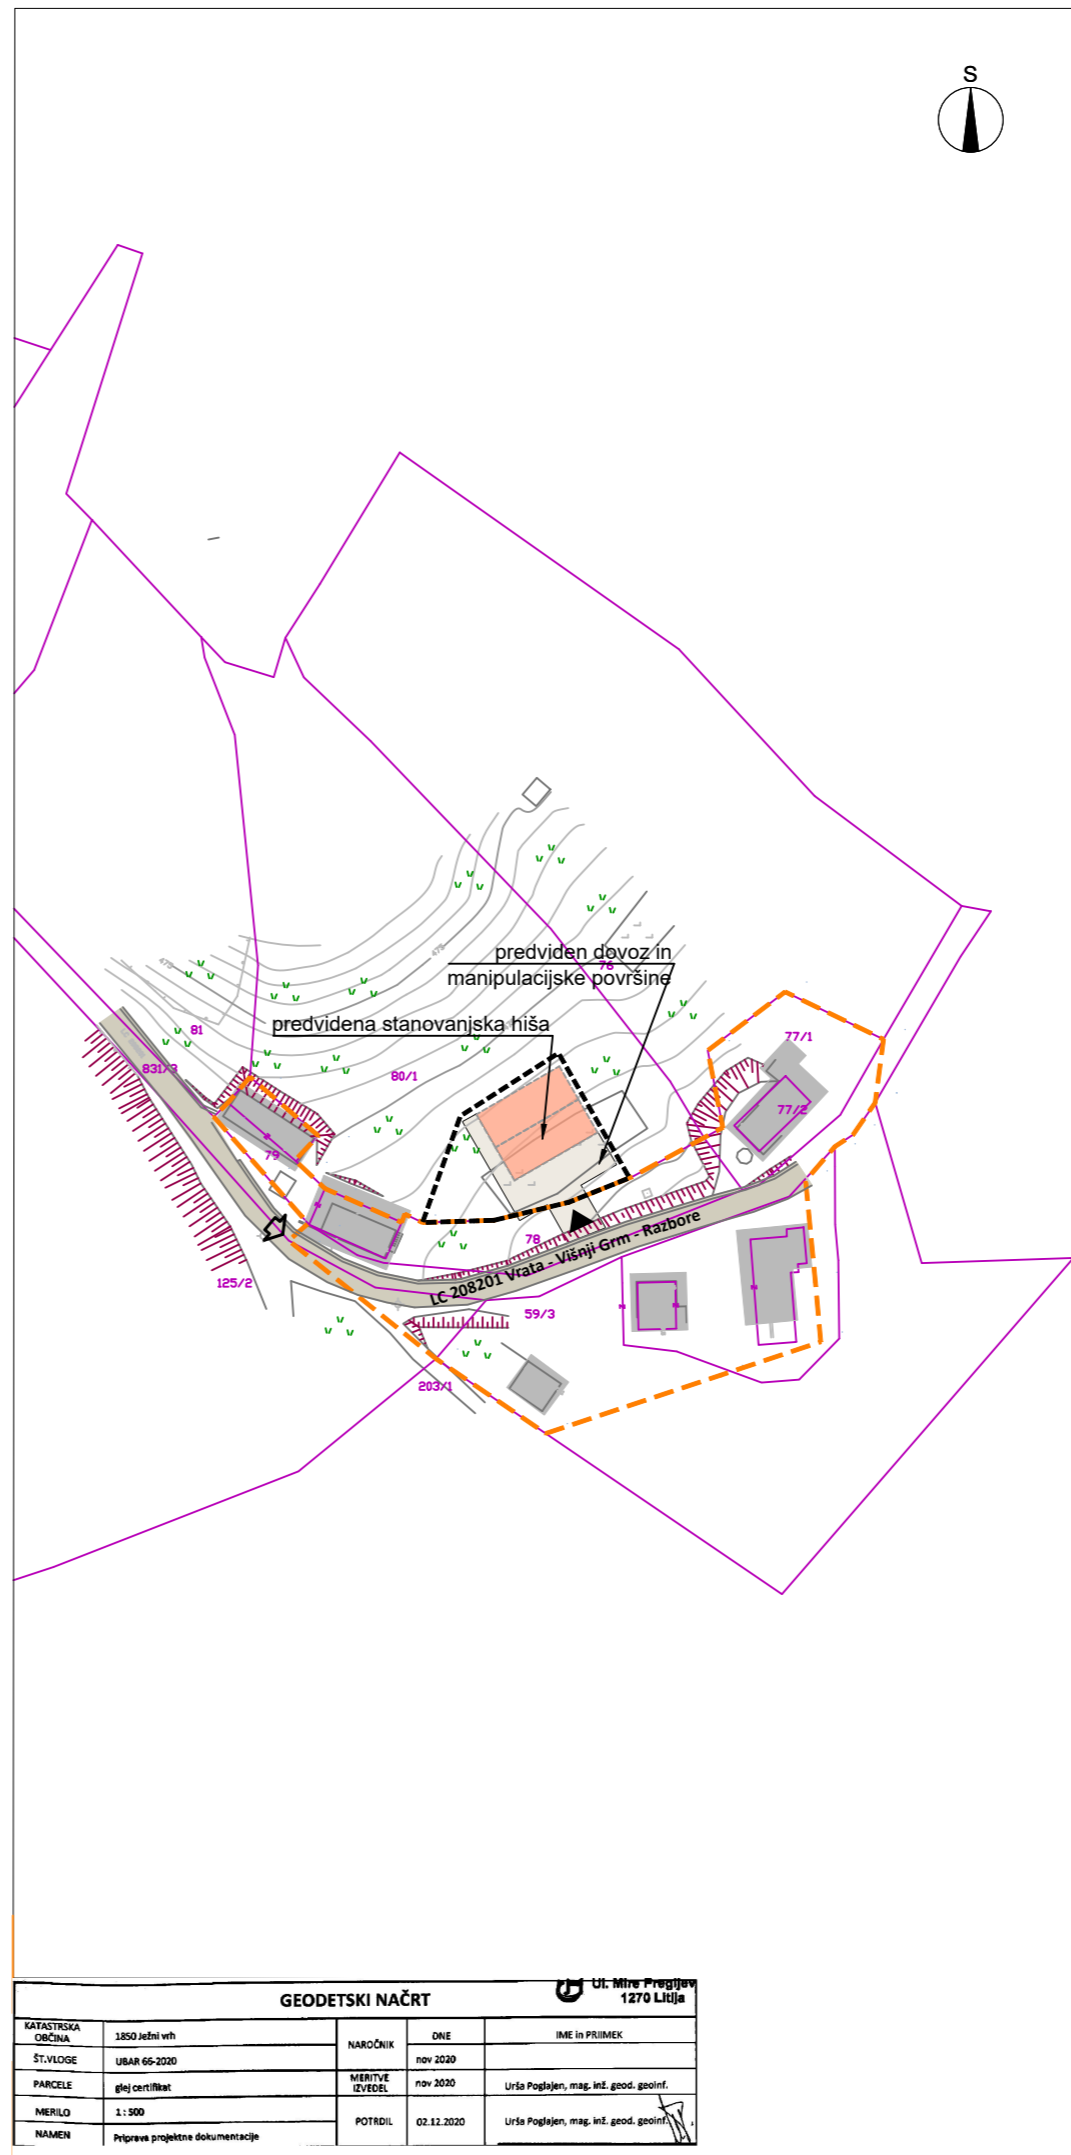 S
475
475
predviden dovoz in
manipulacijske površine
76
predvidena stanovanjska hiša
81
831/3
80/1
77/1
77/2
79
78
LC 208201 Vrata - Višnji Grm - Razbore
125/2
59/3
203/1
GEODETSKI NAČRT
Ul. Mire Pregljev
1270 Litija
KATASTRSKA OBČINA
1850 Ježni vrh
NAROČNIK
DNE
IME in PRIIMEK
ŠT.VLOGE
UBAR 66-2020
nov 2020
PARCELE
glej certifikat
MERITVE IZVEDEL
nov 2020
Urša Poglajen, mag. inž. geod. geoinf.
MERILO
1 : 500
POTRDIL
02.12.2020
Urša Poglajen, mag. inž. geod. geoinf.
NAMEN
Priprava projektne dokumentacije